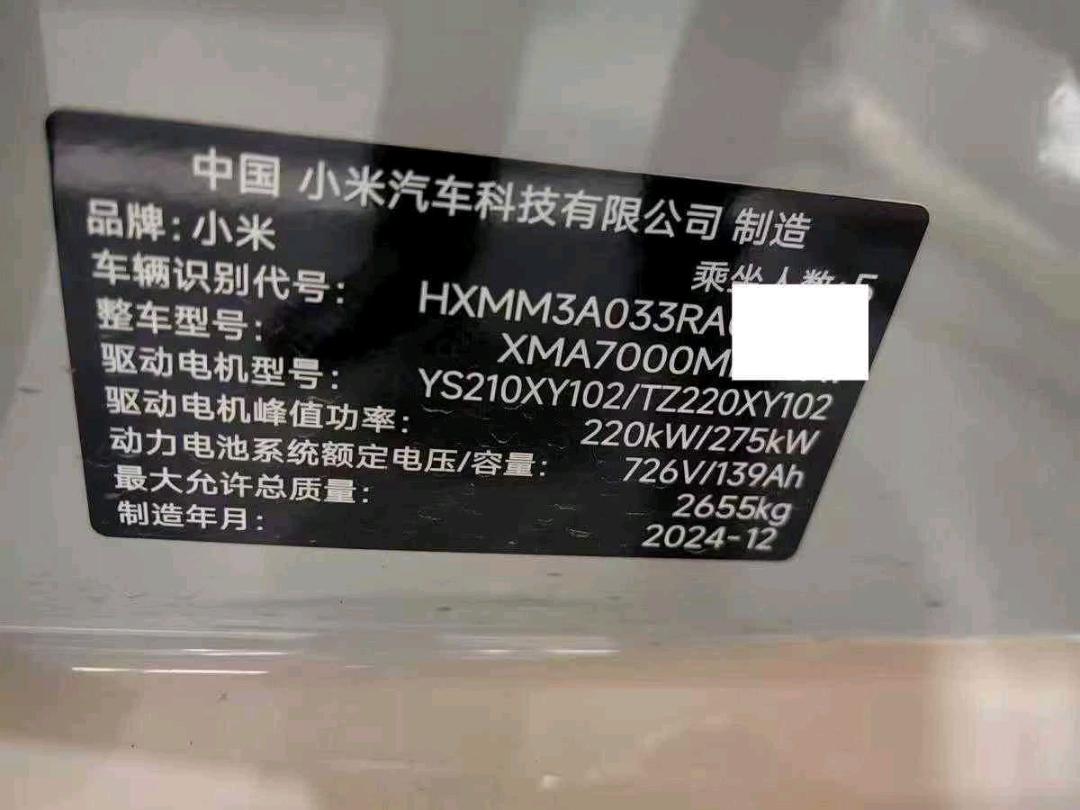 中国 小米汽车科技有限公司 制造
品牌：小米
乘坐人数：5
车辆识别代号： HXMM3A033RA
整车型号： XMA7000M
驱动电机型号： YS210XY102/TZ220XY102
驱动电机峰值功率： 220kW/275kW
动力电池系统额定电压/容量： 726V/139Ah
最大允许总质量： 2655kg
制造年月： 2024-12